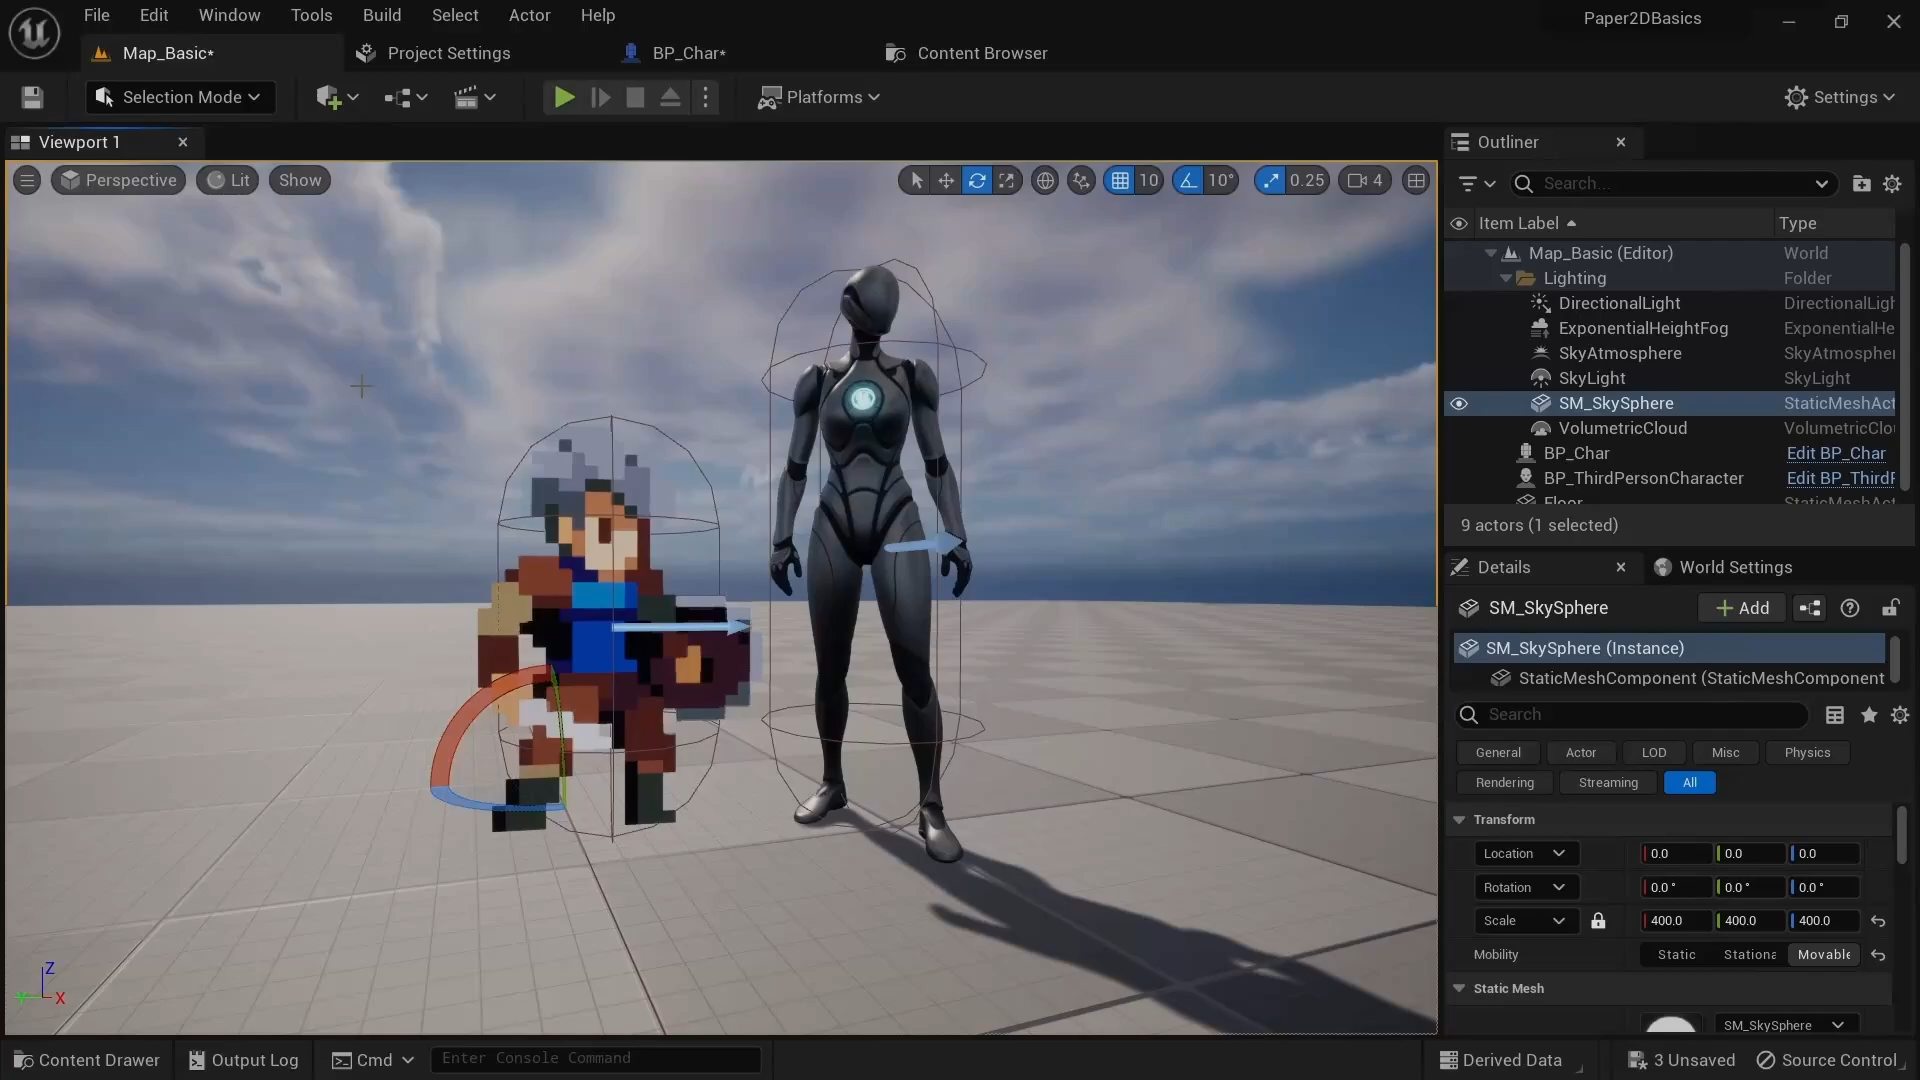 File Edit Window Tools Build Select Actor Help
Paper2DBasics
Map_Basic*
Project Settings
BP_Char*
Content Browser
Selection Mode
Platforms
Settings
Viewport 1
Outliner
Perspective
Lit
Show
10
10°
0.25
4
Search...
Item Label
Type
Map_Basic (Editor) World
Lighting Folder
DirectionalLight DirectionalLigh
ExponentialHeightFog ExponentialHe
SkyAtmosphere SkyAtmospher
SkyLight SkyLight
SM_SkySphere StaticMeshAct
VolumetricCloud VolumetricClou
BP_Char Edit BP_Char
BP_ThirdPersonCharacter Edit BP_ThirdP
Floor StaticMeshAct
9 actors (1 selected)
Details
World Settings
SM_SkySphere
Add
SM_SkySphere (Instance)
StaticMeshComponent (StaticMeshComponent
Search
General Actor LOD Misc Physics
Rendering Streaming All
Transform
Location 0.0 0.0 0.0
Rotation 0.0 ° 0.0 ° 0.0 °
Scale 400.0 400.0 400.0
Mobility Static Stationa Movable
Static Mesh
SM_SkySphere
Z
X
Content Drawer
Output Log
Cmd
Enter Console Command
Derived Data
3 Unsaved
Source Control